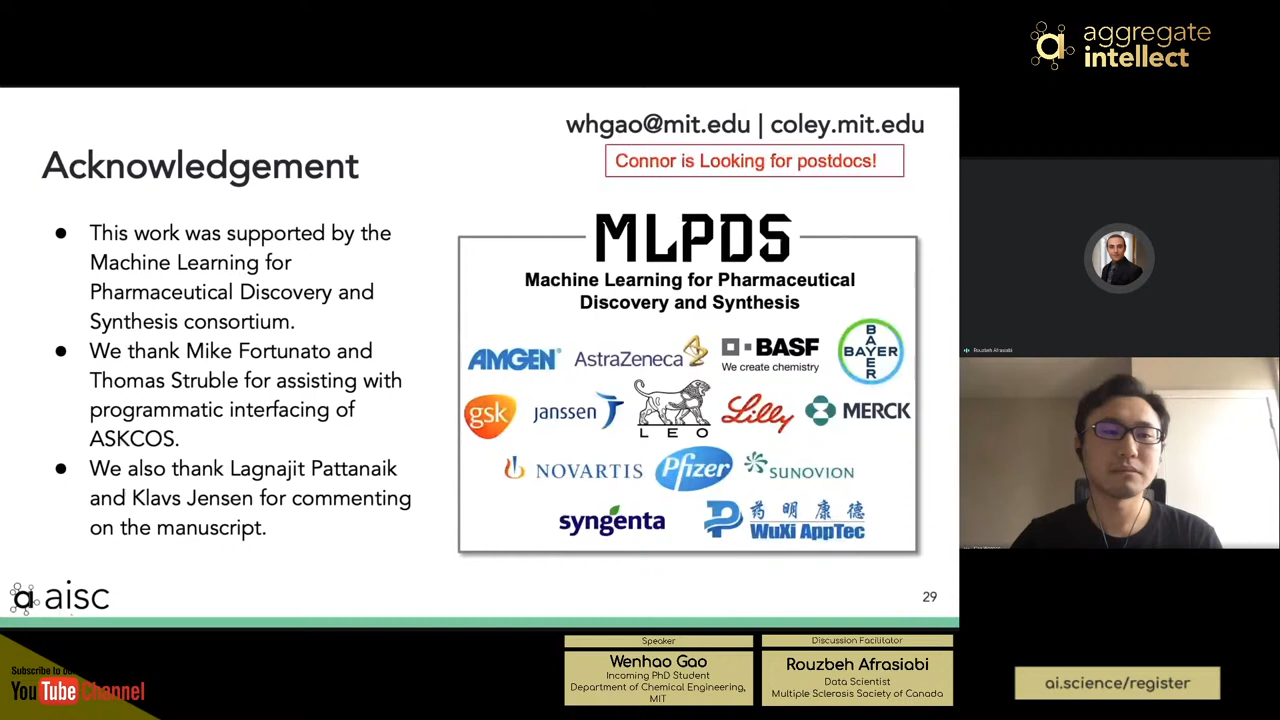 aggregate
intellect
whgao@mit.edu | coley.mit.edu
Connor is Looking for postdocs!
Acknowledgement
● This work was supported by the
Machine Learning for
Pharmaceutical Discovery and
Synthesis consortium.
● We thank Mike Fortunato and
Thomas Struble for assisting with
programmatic interfacing of
ASKCOS.
● We also thank Lagnajit Pattanaik
and Klavs Jensen for commenting
on the manuscript.
MLPDS
Machine Learning for Pharmaceutical
Discovery and Synthesis
AMGEN
AstraZeneca
BASF
We create chemistry
BAYER
BAYER
gsk
janssen
LEO
Lilly
MERCK
NOVARTIS
Pfizer
SUNOVION
syngenta
药明康德
WuXi AppTec
Rouzbeh Afrasiabi
aisc
29
Subscribe to
YouTube Channel
Speaker
Wenhao Gao
Incoming PhD Student
Department of Chemical Engineering,
MIT
Discussion Facilitator
Rouzbeh Afrasiabi
Data Scientist
Multiple Sclerosis Society of Canada
ai.science/register